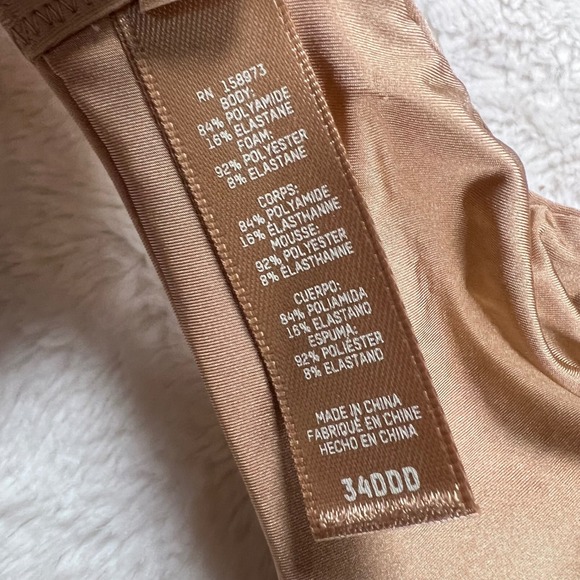 RN 158973
BODY:
84% POLYAMIDE
16% ELASTANE
FOAM:
92% POLYESTER
8% ELASTANE
CORPS:
84% POLYAMIDE
16% ÉLASTHANNE
MOUSSE:
92% POLYESTER
8% ÉLASTHANNE
CUERPO:
84% POLIAMIDA
16% ELASTANO
ESPUMA:
92% POLIÉSTER
8% ELASTANO
MADE IN CHINA
FABRIQUÉ EN CHINE
HECHO EN CHINA
34DDD